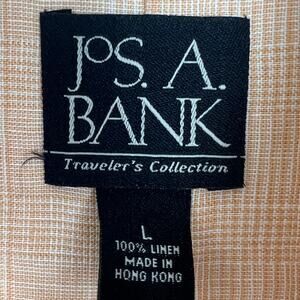 JOS. A.
BANK
Traveler's Collection
L
100% LINEN
MADE IN
HONG KONG